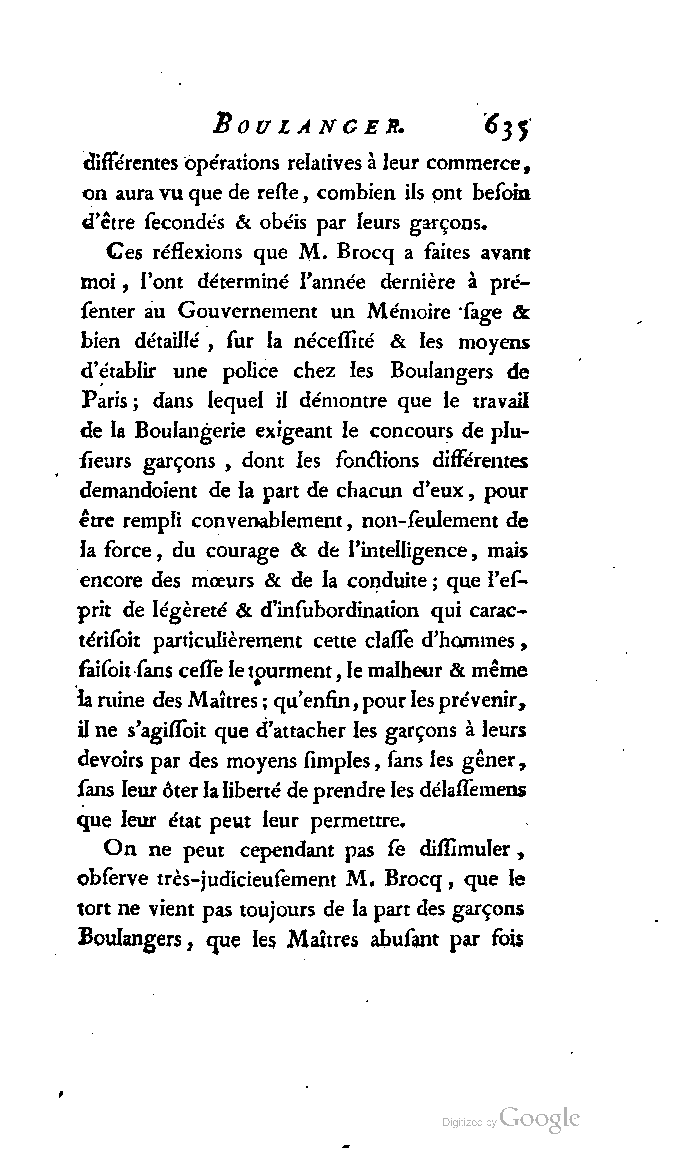 BOULANGER. 635
différentes opérations relatives à leur commerce,
on aura vu que de reſte, combien ils ont beſoin
d'être ſecondés & obéis par leurs garçons.
Ces réflexions que M. Brocq a faites avant
moi, l'ont déterminé l'année dernière à pré-
ſenter au Gouvernement un Mémoire ſage &
bien détaillé, ſur la néceſſité & les moyens
d'établir une police chez les Boulangers de
Paris; dans lequel il démontre que le travail
de la Boulangerie exigeant le concours de plu-
ſieurs garçons, dont les fonctions différentes
demandoient de la part de chacun d'eux, pour
être rempli convenablement, non-ſeulement de
la force, du courage & de l'intelligence, mais
encore des mœurs & de la conduite; que l'eſ-
prit de légèreté & d'inſubordination qui carac-
tériſoit particulièrement cette claſſe d'hommes,
faiſoit ſans ceſſe le tourment, le malheur & même
la ruine des Maîtres; qu'enfin, pour les prévenir,
il ne s'agiſſoit que d'attacher les garçons à leurs
devoirs par des moyens ſimples, ſans les gêner,
ſans leur ôter la liberté de prendre les délaſſemens
que leur état peut leur permettre.
On ne peut cependant pas ſe diſſimuler,
obſerve très-judicieuſement M. Brocq, que le
tort ne vient pas toujours de la part des garçons
Boulangers, que les Maîtres abuſant par fois
Digitized by Google